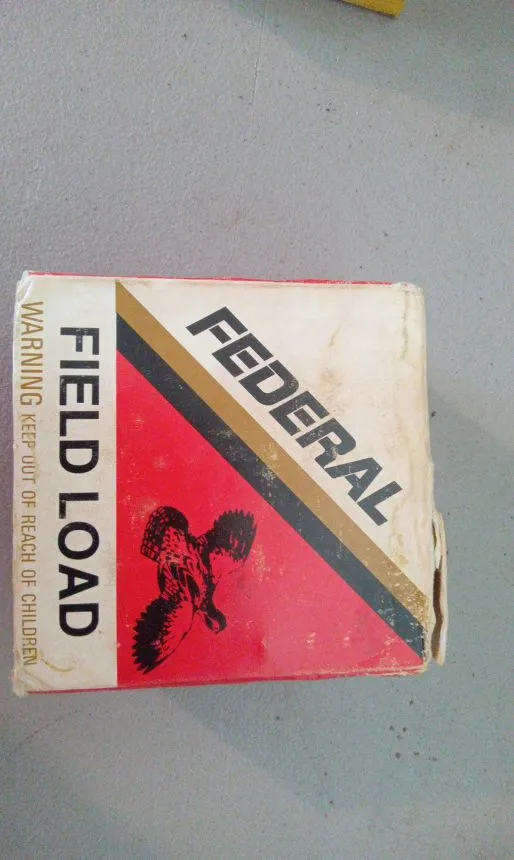 FEDERAL
FIELD LOAD
WARNING KEEP OUT OF REACH OF CHILDREN